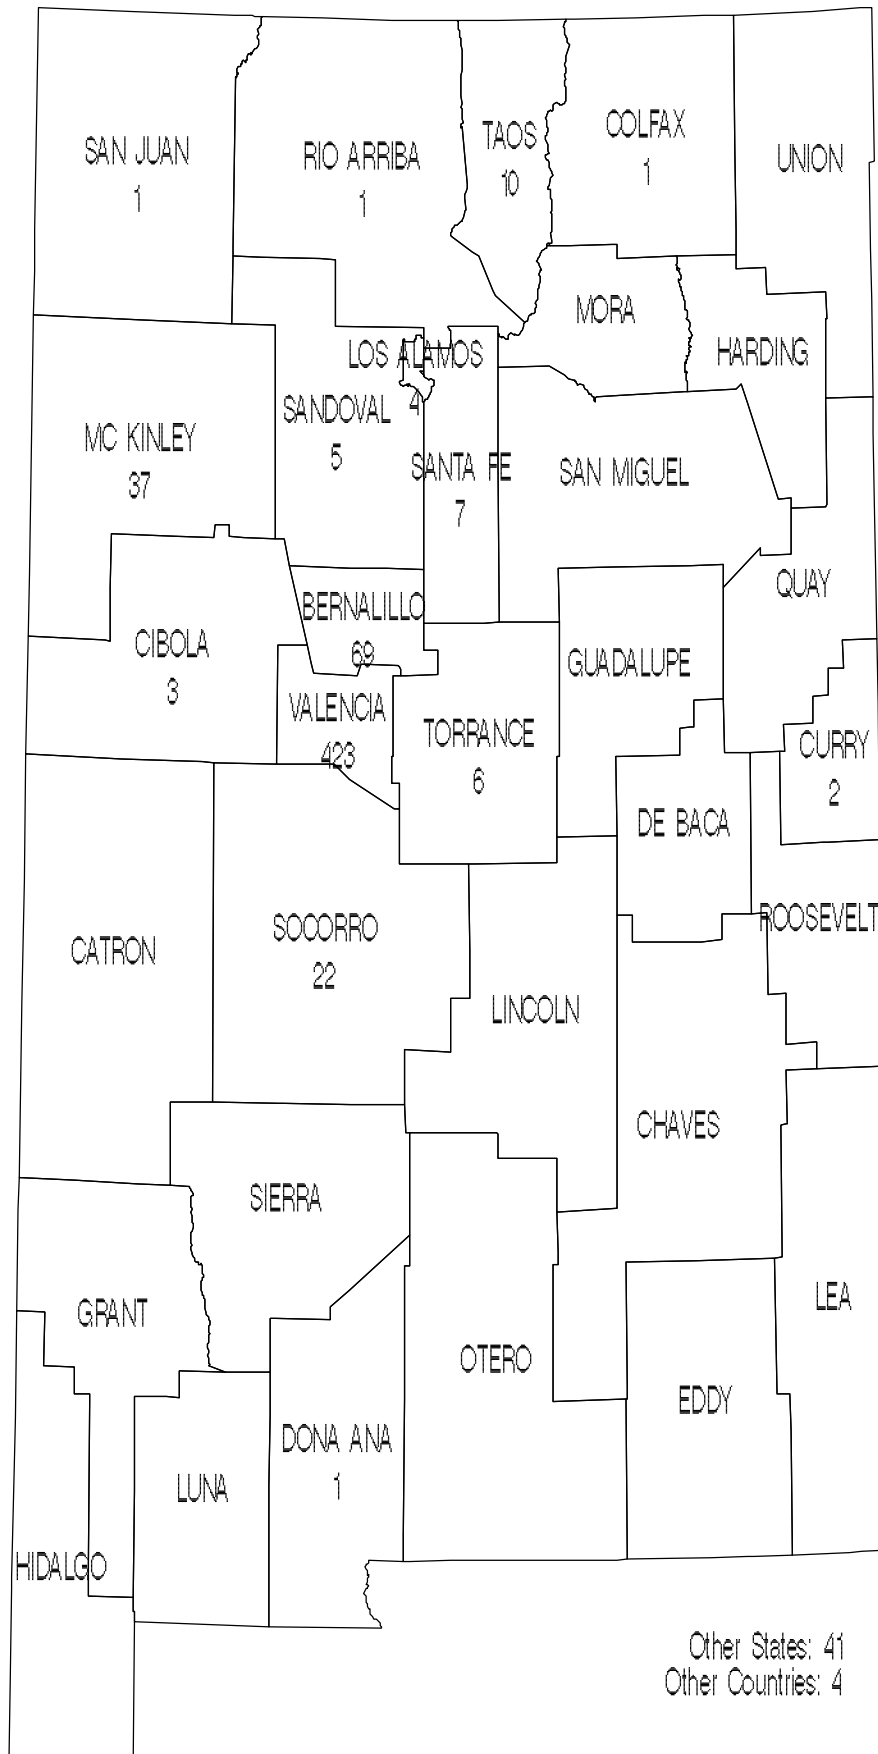 SAN JUAN
1
RIO ARRIBA
1
TAOS
10
COLFAX
1
UNION
MORA
HARDING
LOS ALAMOS
4
SANDOVAL
5
MC KINLEY
37
SANTA FE
7
SAN MIGUEL
QUAY
BERNALILLO
69
CIBOLA
3
GUADALUPE
VALENCIA
423
TORRANCE
6
CURRY
2
DE BACA
ROOSEVELT
CATRON
SOCORRO
22
LINCOLN
CHAVES
SIERRA
GRANT
LEA
OTERO
EDDY
DONA ANA
1
LUNA
HIDALGO
Other States: 41
Other Countries: 4